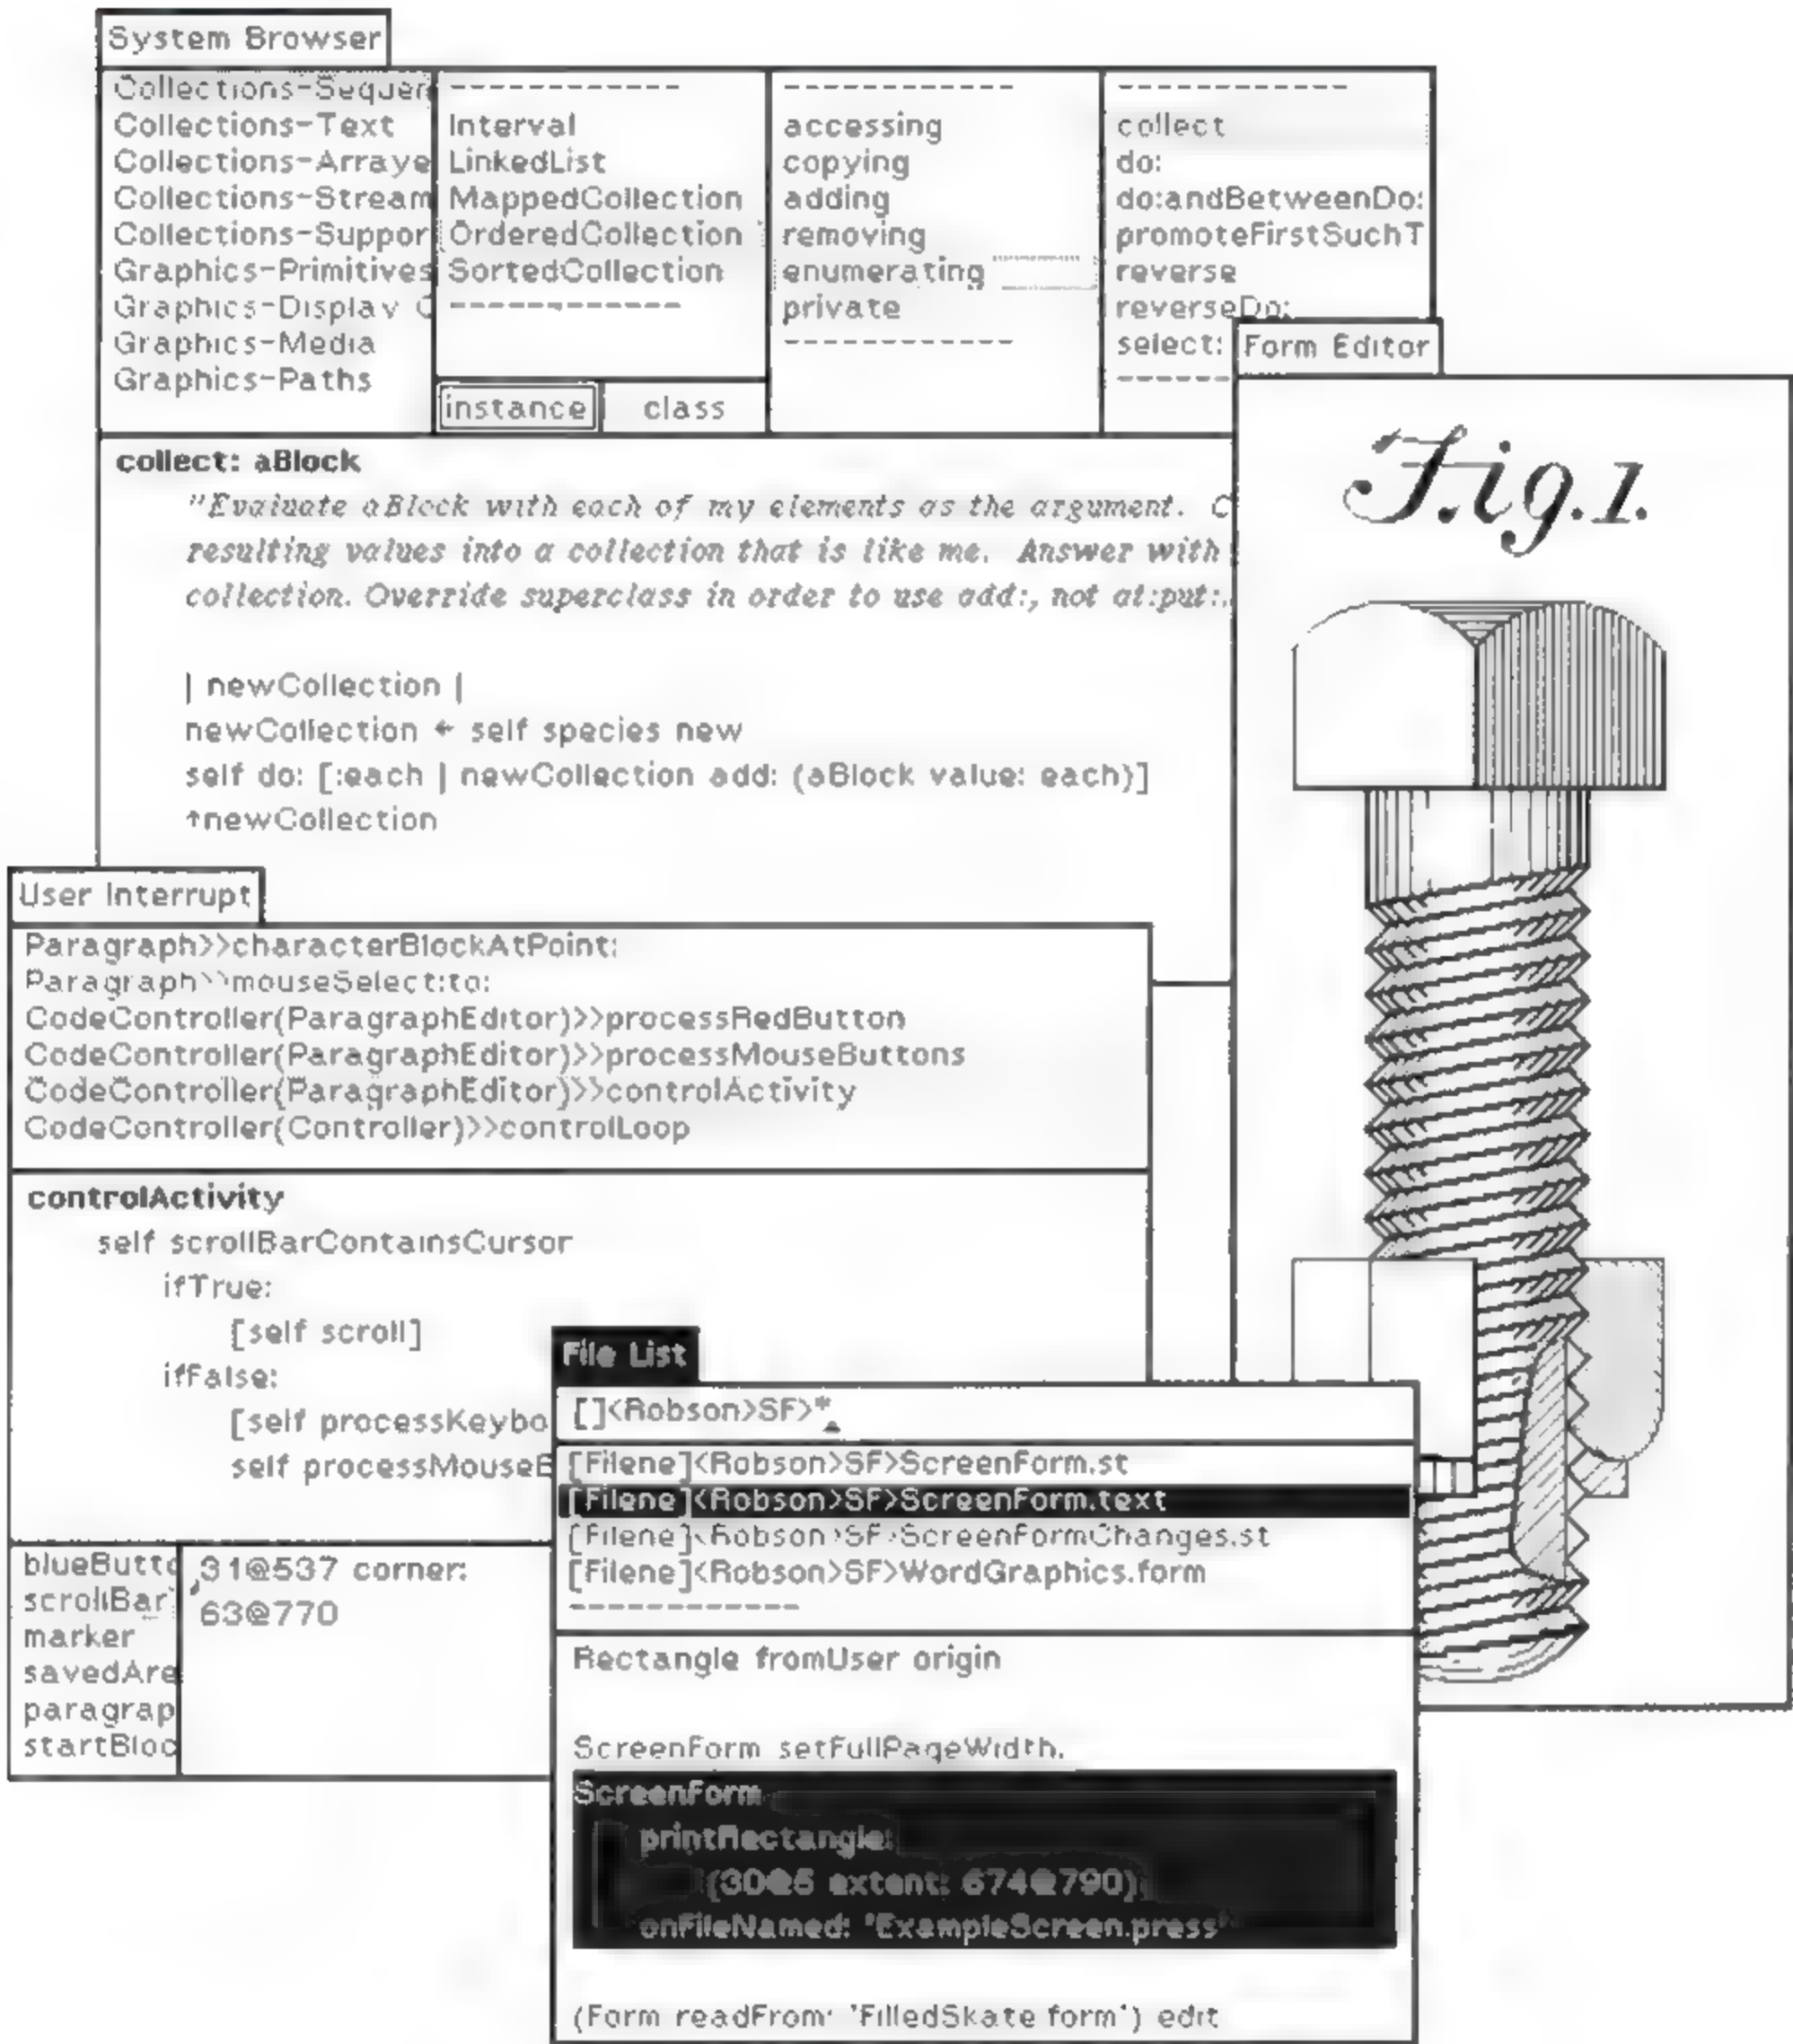 System Browser
Collections-Sequen
Collections-Text
Collections-Arraye
Collections-Stream
Collections-Suppor
Graphics-Primitives
Graphics-Display
Graphics-Media
Graphics-Paths
------------
Interval
LinkedList
MappedCollection
OrderedCollection
SortedCollection
------------
instance
class
------------
accessing
copying
adding
removing
enumerating
private
------------
------------
collect
do:
do:andBetweenDo:
promoteFirstSuchT
reverse
reverseDo:
select:
------
collect: aBlock
"Evaluate aBlock with each of my elements as the argument. C
resulting values into a collection that is like me. Answer with
collection. Override superclass in order to use add:, not at:put:.
| newCollection |
newCollection ← self species new
self do: [:each | newCollection add: (aBlock value: each)]
↑newCollection
Form Editor
Fig.1.
User Interrupt
Paragraph>>characterBlockAtPoint:
Paragraph>>mouseSelect:to:
CodeController(ParagraphEditor)>>processRedButton
CodeController(ParagraphEditor)>>processMouseButtons
CodeController(ParagraphEditor)>>controlActivity
CodeController(Controller)>>controlLoop
controlActivity
self scrollBarContainsCursor
ifTrue:
[self scroll]
ifFalse:
[self processKeybo
self processMouseB
blueButto
scrollBar
marker
savedAre
paragrap
startBloc
31@537 corner:
63@770
File List
[]<Robson>SF>*
[Filene]<Robson>SF>ScreenForm.st
[Filene]<Robson>SF>ScreenForm.text
[Filene]<Robson>SF>ScreenFormChanges.st
[Filene]<Robson>SF>WordGraphics.form
------------
Rectangle fromUser origin
ScreenForm setFullPageWidth.
ScreenForm
printRectangle:
(30@5 extent: 674@790)
onFileNamed: 'ExampleScreen.press'
(Form readFrom: 'FilledSkate.form') edit